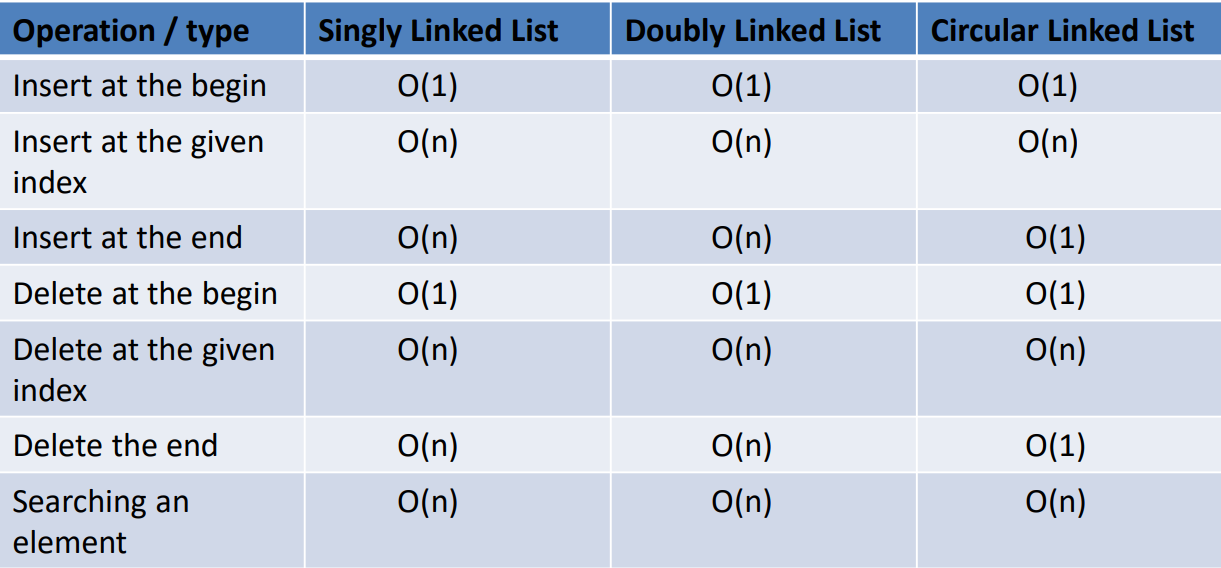 Operation / type Singly Linked List Doubly Linked List Circular Linked List
Insert at the begin O(1) O(1) O(1)
Insert at the given O(n) O(n) O(n)
index
Insert at the end O(n) O(n) O(1)
Delete at the begin O(1) O(1) O(1)
Delete at the given O(n) O(n) O(n)
index
Delete the end O(n) O(n) O(1)
Searching an O(n) O(n) O(n)
element